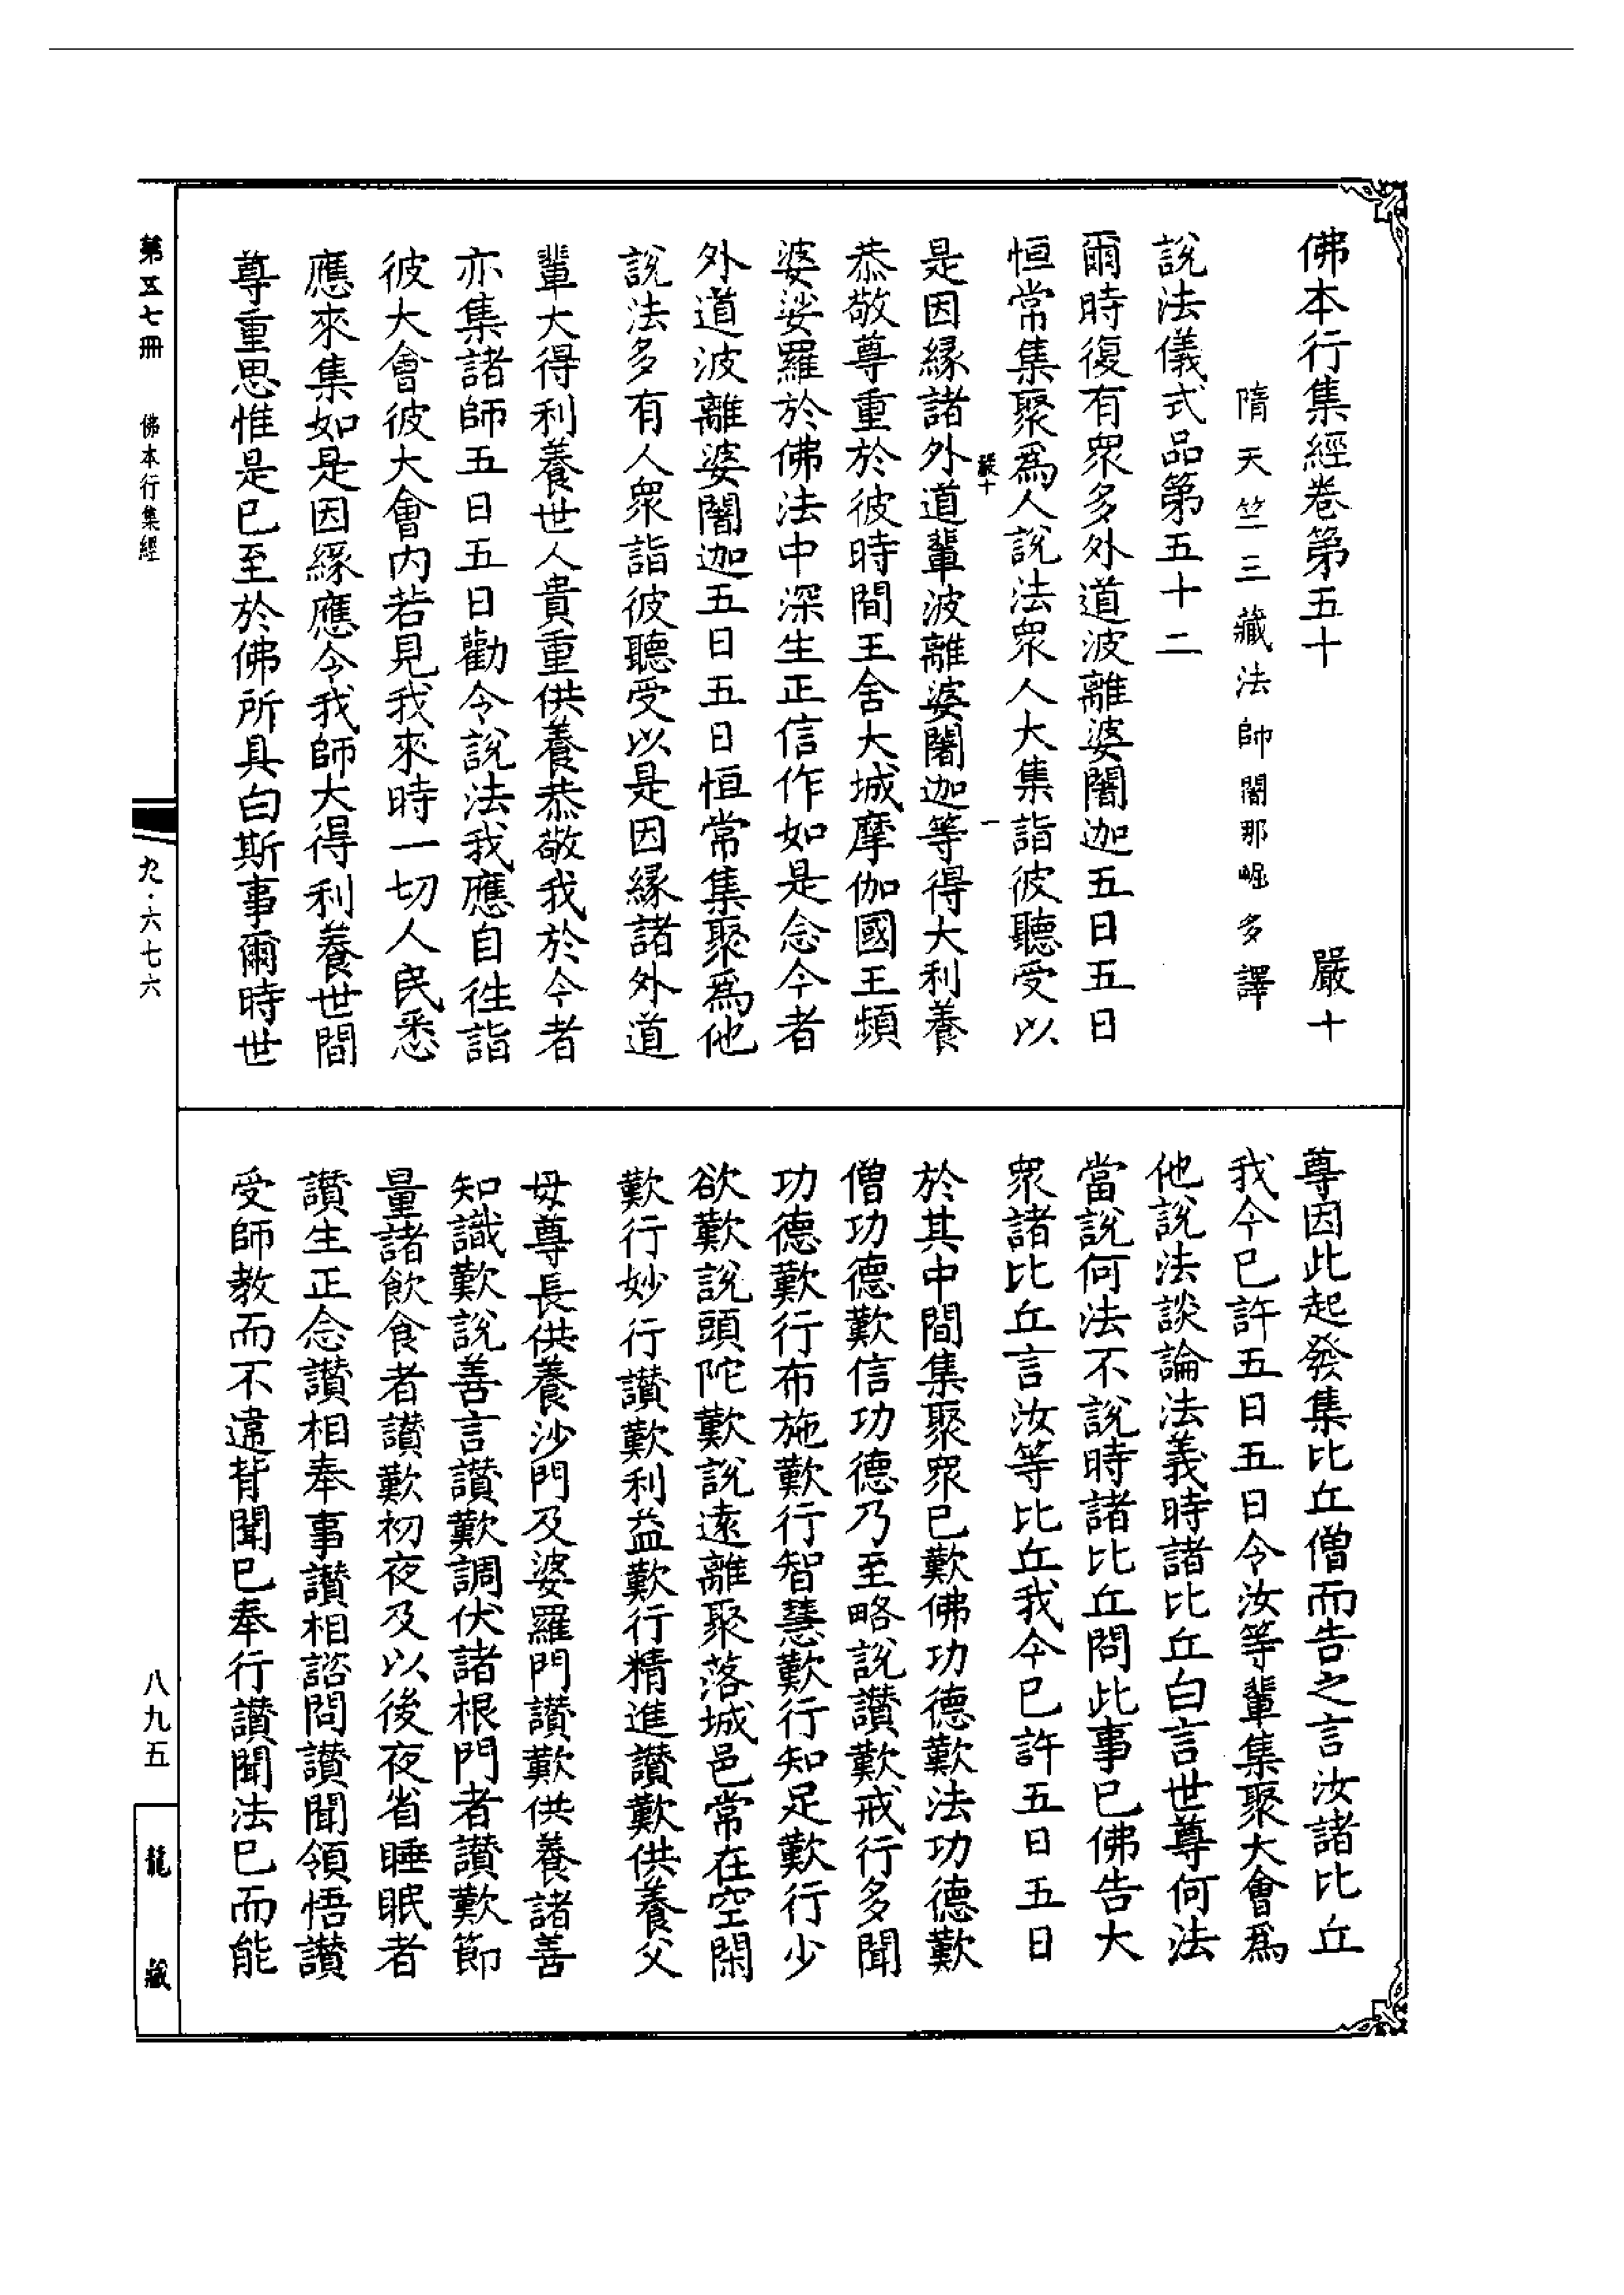 佛本行集經卷第五十　嚴十
隋天竺三藏法師闍那崛多譯
說法儀式品第五十二
爾時復有眾多外道波離婆闍迦五日五日
恒常集聚為人說法眾人大集詣彼聽受以
是因緣諸外道輩波離婆闍迦等得大利養
恭敬尊重於彼時間王舍大城摩伽國王頻
婆娑羅於佛法中深生正信作如是念今者
外道波離婆闍迦五日五日恒常集聚為他
說法多有人眾詣彼聽受以是因緣諸外道
輩大得利養世人貴重供養恭敬我於今者
亦集諸師五日五日勸令說法我應自往詣
彼大會彼大會內若見我來時一切人民悉
應來集如是因緣應令我師大得利養世間
尊重思惟是已至於佛所具白斯事爾時世
嚴十　一
尊因此起發集比丘僧而告之言汝諸比丘
我今已許五日五日令汝等輩集聚大會為
他說法談論法義時諸比丘白言世尊何法
當說何法不說時諸比丘問此事已佛告大
眾諸比丘言汝等比丘我今已許五日五日
於其中間集聚眾已歎佛功德歎法功德歎
僧功德歎信功德乃至略說讚歎戒行多聞
功德歎行布施歎行智慧歎行知足歎行少
欲歎說頭陀歎說遠離聚落城邑常在空閑
歎行妙行讚歎利益歎行精進讚歎供養父
母尊長供養沙門及婆羅門讚歎供養諸善
知識歎說善言讚歎調伏諸根門者讚歎節
量諸飲食者讚歎初夜及以後夜省睡眠者
讚生正念讚相奉事讚相諮問讚聞領悟讚
受師教而不違背聞已奉行讚聞法已而能
第五七冊　佛本行集經
九·六七六
八九五
龍藏